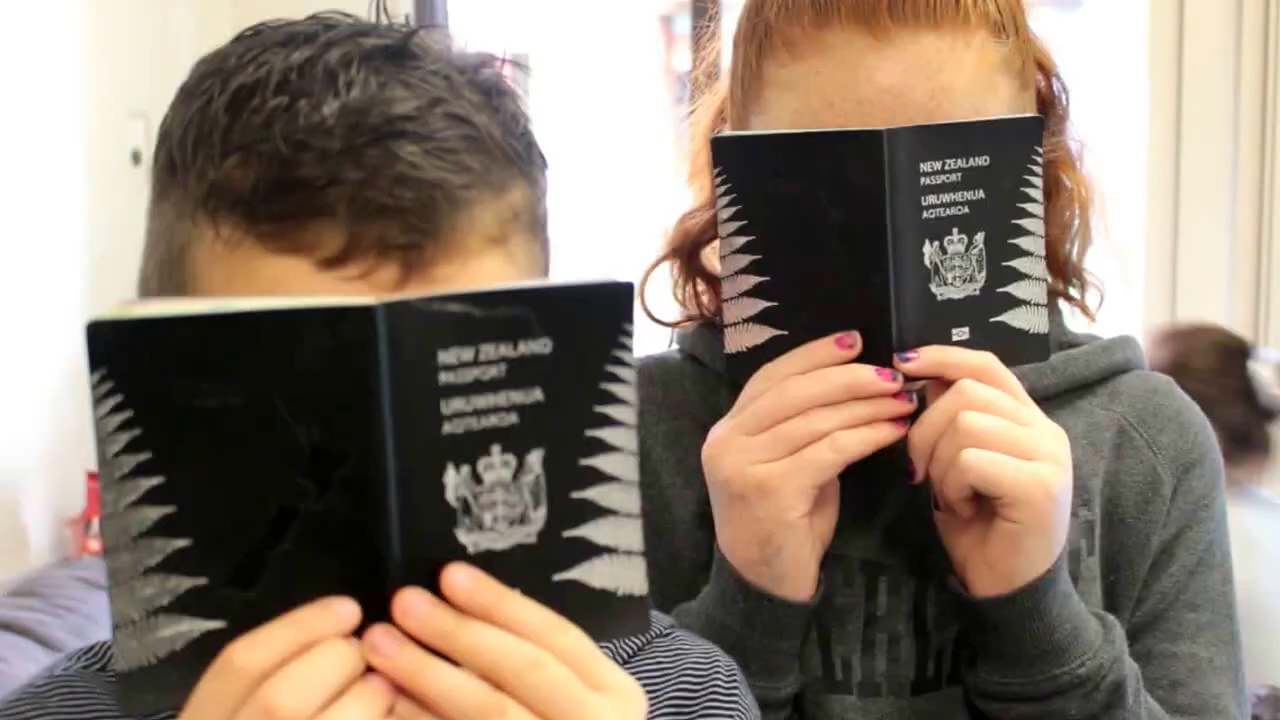 NEW ZEALAND
PASSPORT
URUWHENUA
AOTEAROA
NEW ZEALAND
PASSPORT
URUWHENUA
AOTEAROA